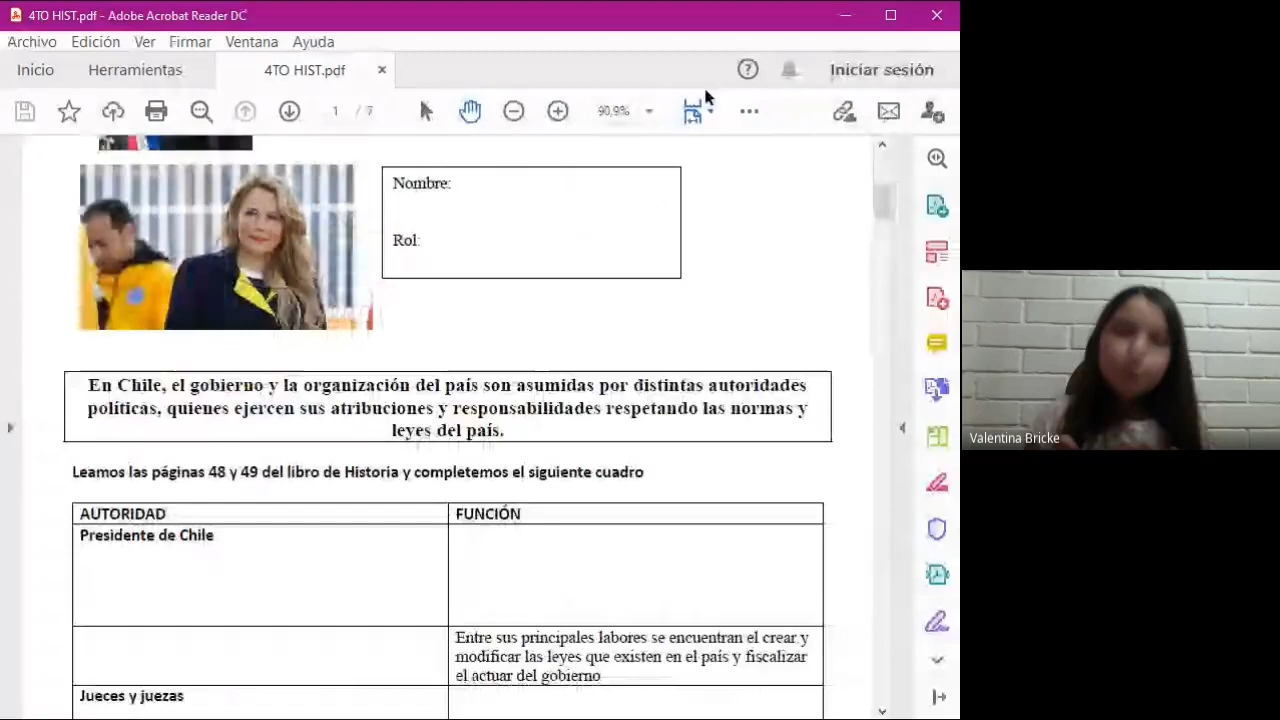 4TO HIST.pdf - Adobe Acrobat Reader DC
Archivo Edición Ver Firmar Ventana Ayuda
Inicio Herramientas 4TO HIST.pdf Iniciar sesión
1 / 7 90,9%
Nombre:
Rol:
En Chile, el gobierno y la organización del país son asumidas por distintas autoridades
políticas, quienes ejercen sus atribuciones y responsabilidades respetando las normas y
leyes del país.
Leamos las páginas 48 y 49 del libro de Historia y completemos el siguiente cuadro
AUTORIDAD FUNCIÓN
Presidente de Chile
Entre sus principales labores se encuentran el crear y
modificar las leyes que existen en el país y fiscalizar
el actuar del gobierno
Jueces y juezas
Valentina Bricke